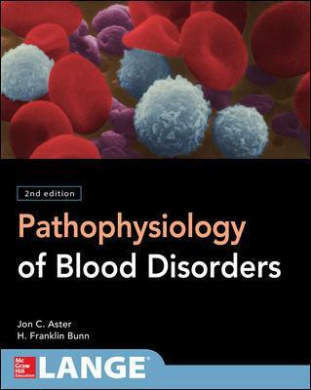 2nd edition
Pathophysiology
of Blood Disorders
Jon C. Aster
H. Franklin Bunn
Mc
Graw
Hill
Education
LANGE®